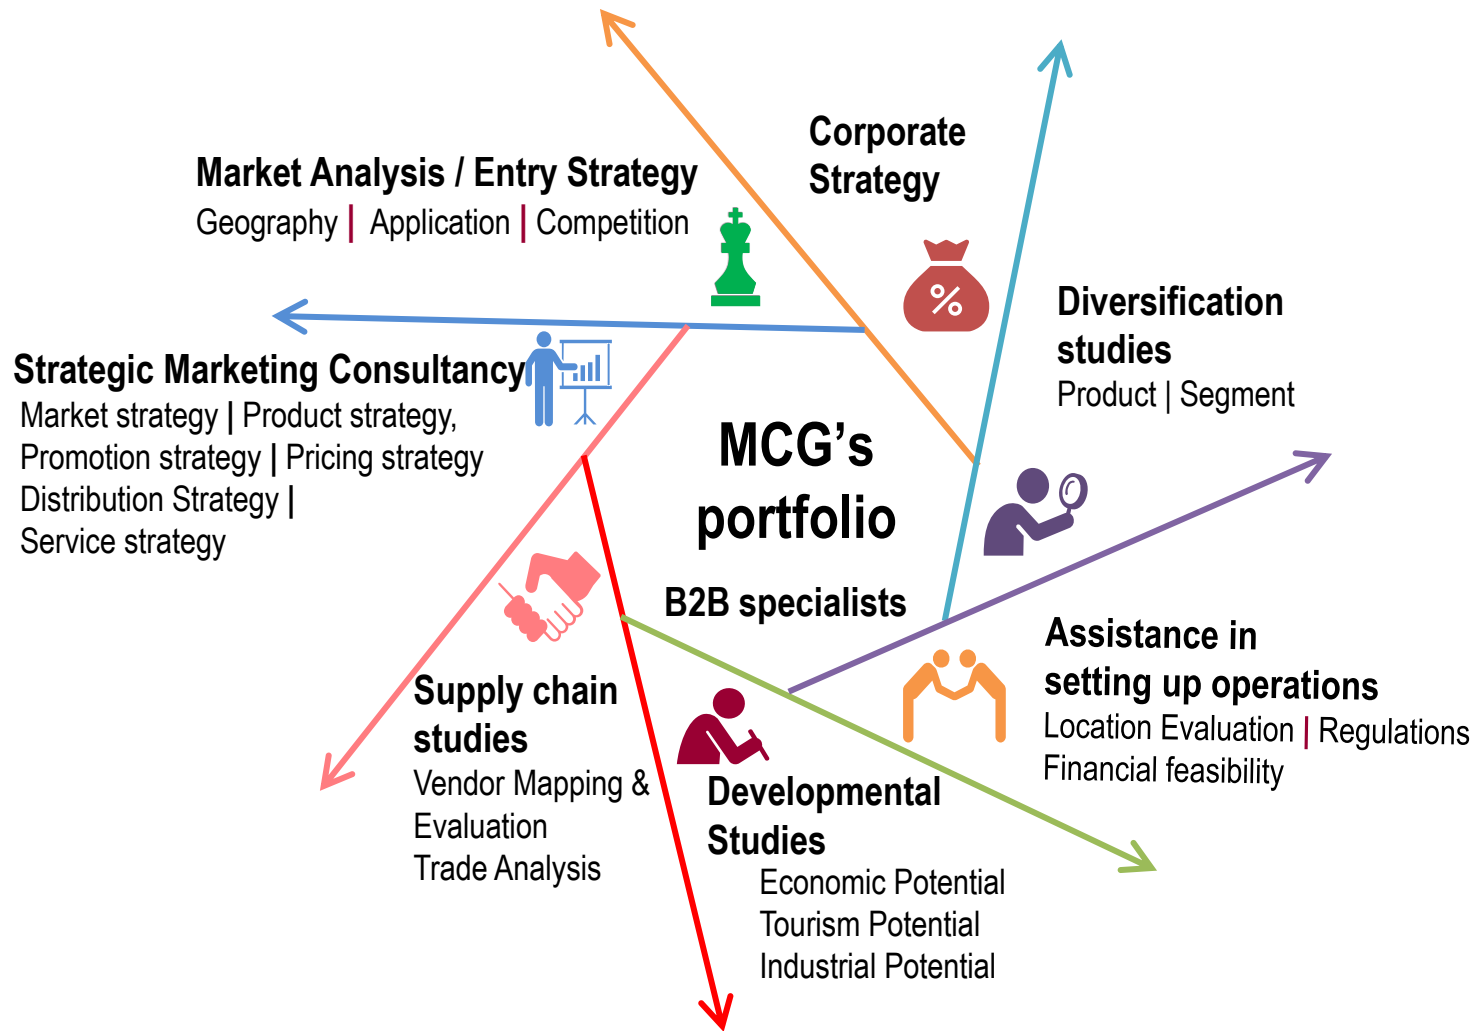 Corporate
Strategy
Market Analysis / Entry Strategy
Geography | Application | Competition
Diversification
studies
Product | Segment
Strategic Marketing Consultancy
Market strategy | Product strategy,
Promotion strategy | Pricing strategy
Distribution Strategy |
Service strategy
MCG’s
portfolio
B2B specialists
Assistance in
setting up operations
Location Evaluation | Regulations
Financial feasibility
Supply chain
studies
Vendor Mapping &
Evaluation
Trade Analysis
Developmental
Studies
Economic Potential
Tourism Potential
Industrial Potential
%